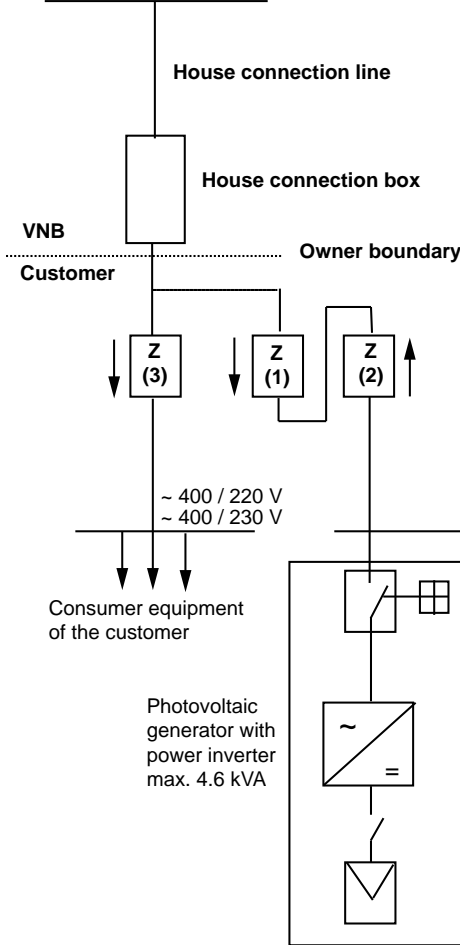 House connection line
House connection box
VNB
Owner boundary
Customer
Z
(3)
Z
(1)
Z
(2)
~ 400 / 220 V
~ 400 / 230 V
Consumer equipment
of the customer
Photovoltaic
generator with
power inverter
max. 4.6 kVA
~
=